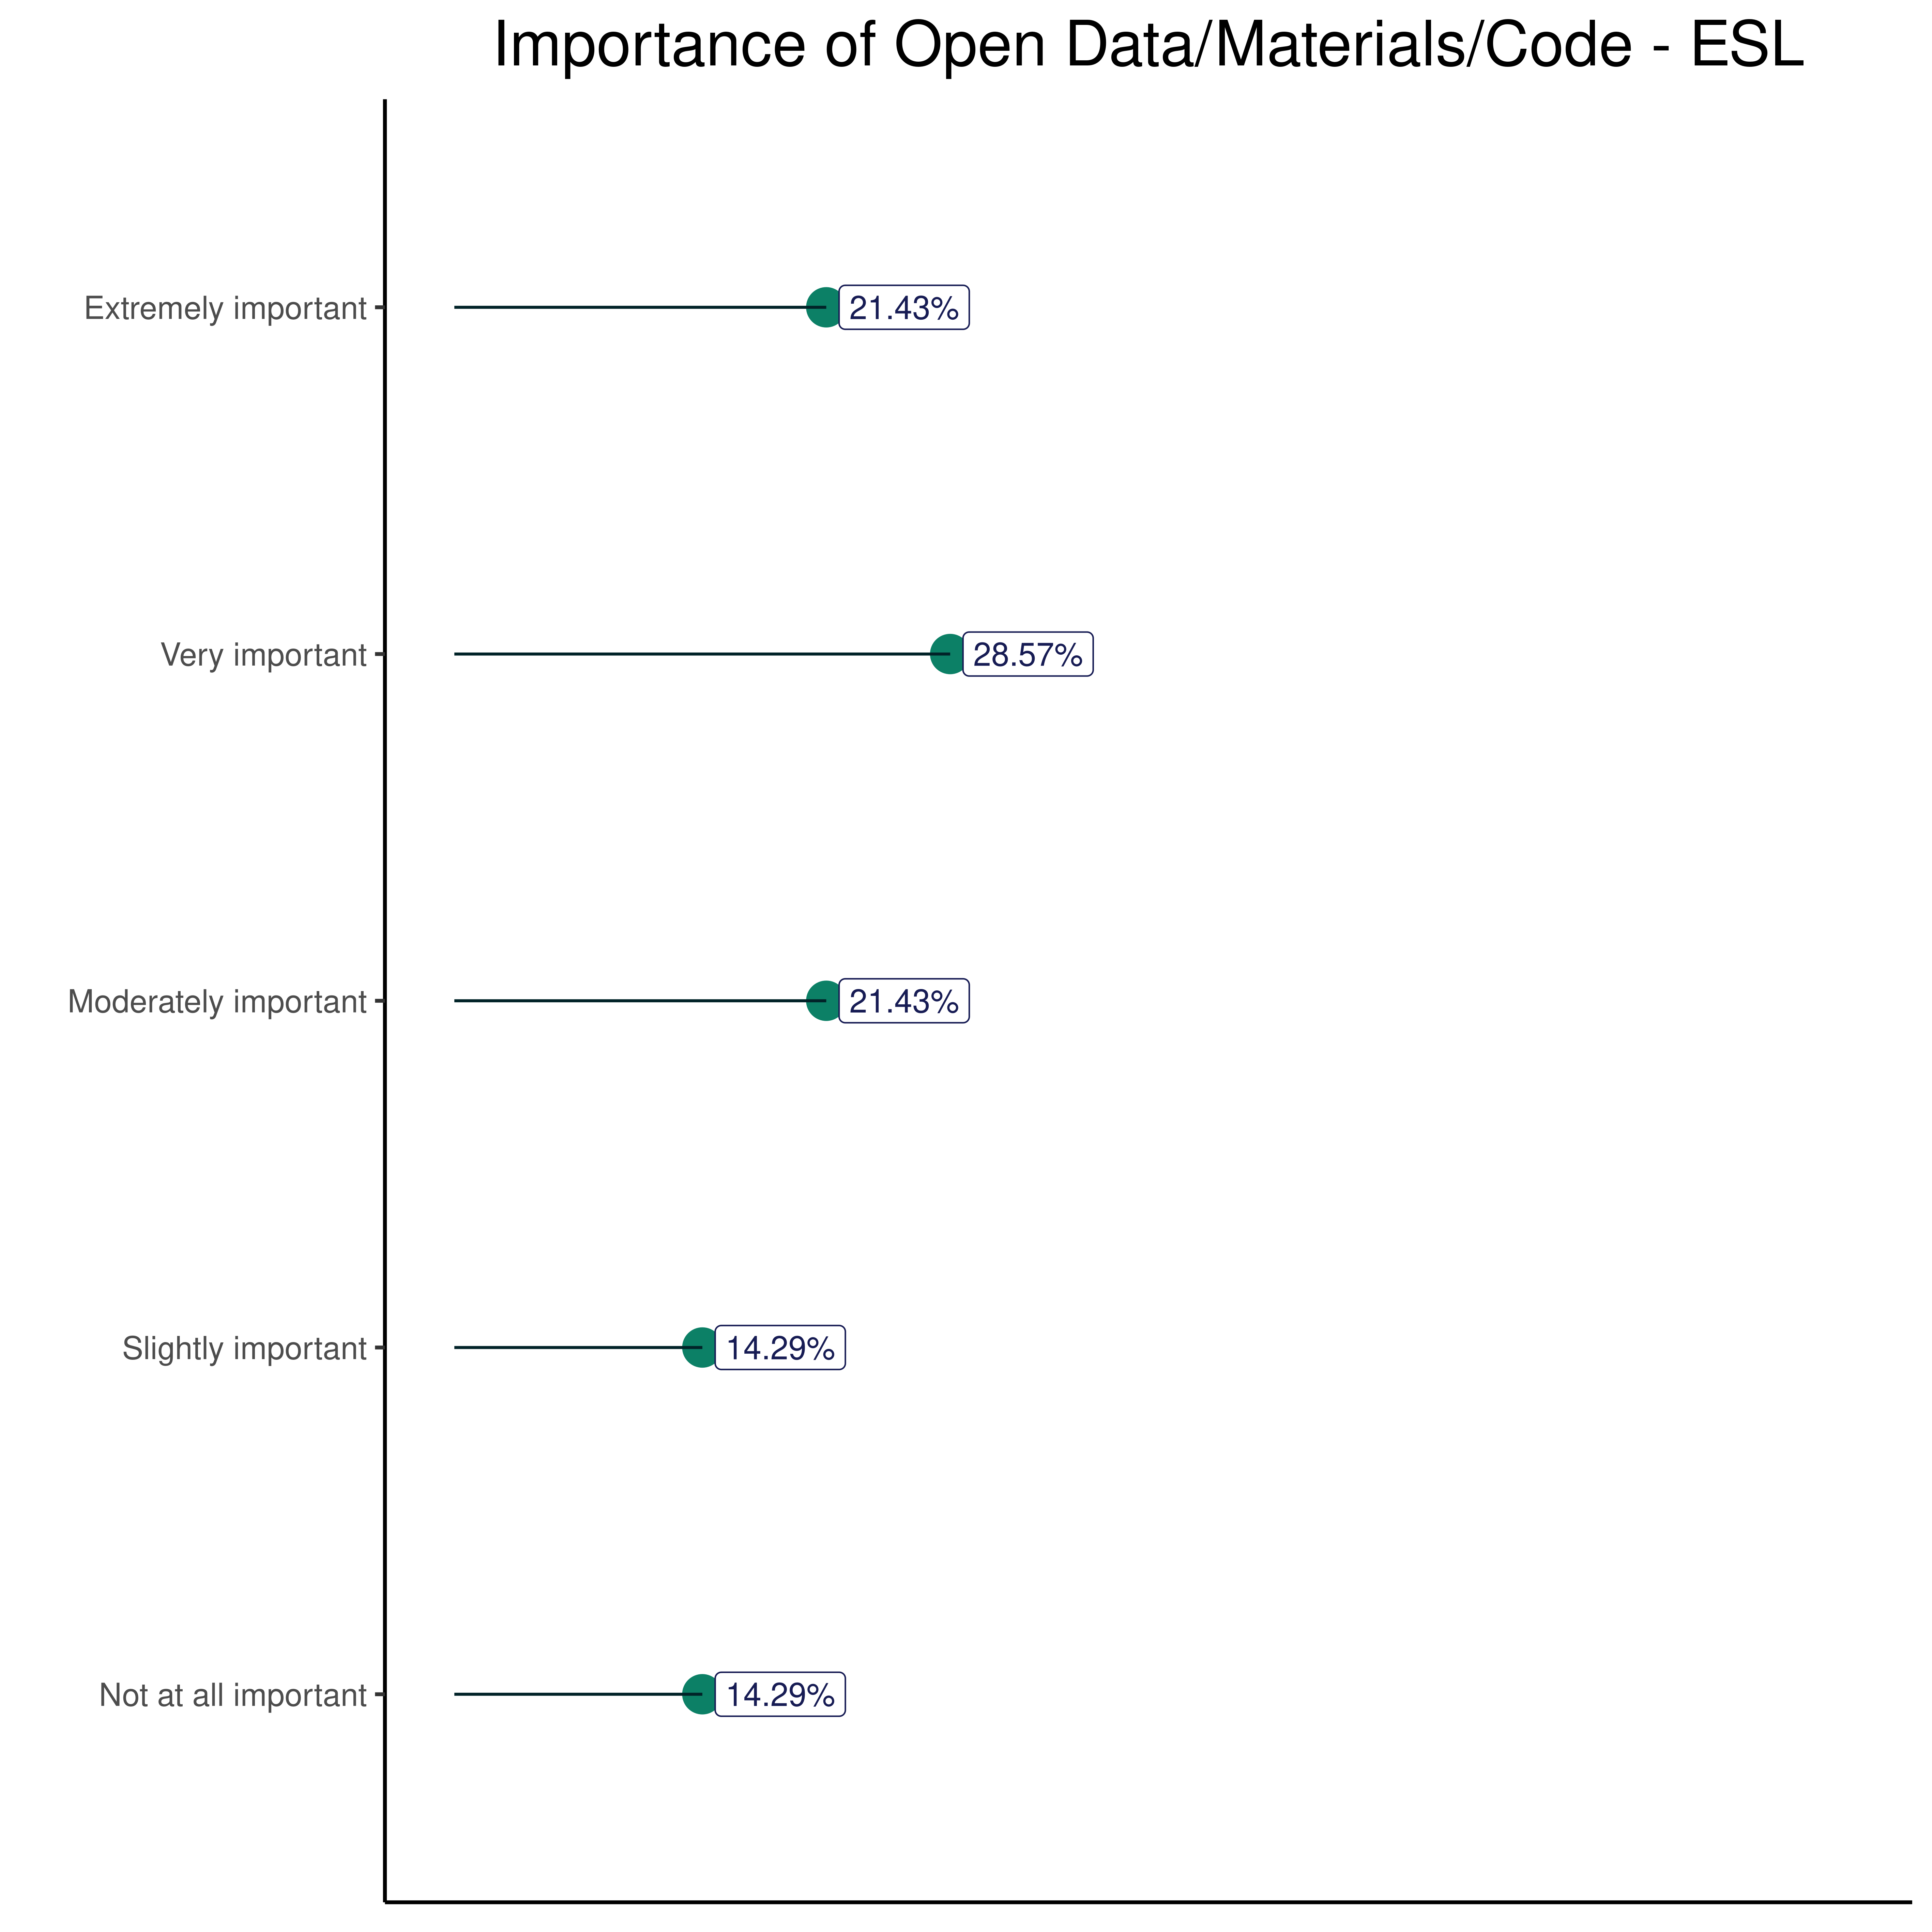 Importance of Open Data/Materials/Code - ESL
Extremely important 21.43%
Very important 28.57%
Moderately important 21.43%
Slightly important 14.29%
Not at all important 14.29%